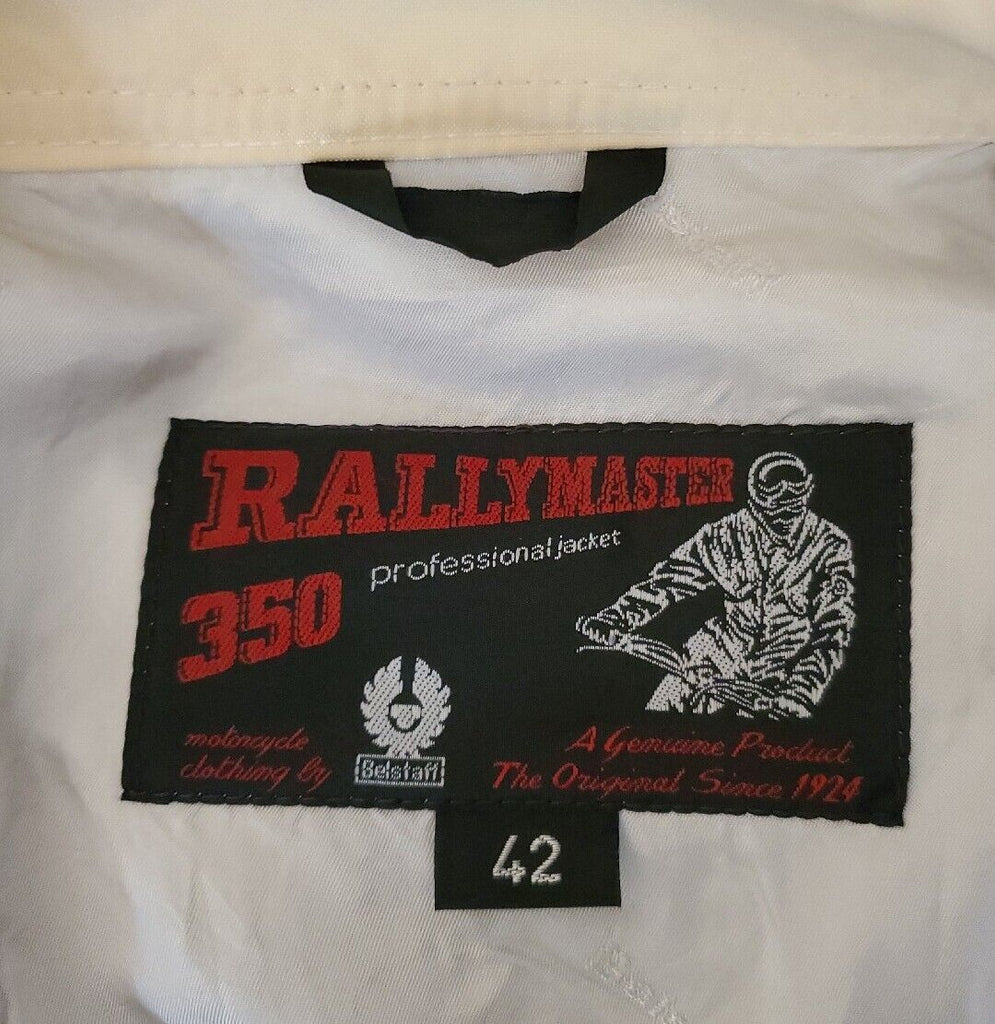 RALLYMASTER
professional jacket
350
motorcycle
clothing by
Belstaff
A Genuine Product
The Original Since 1924
42